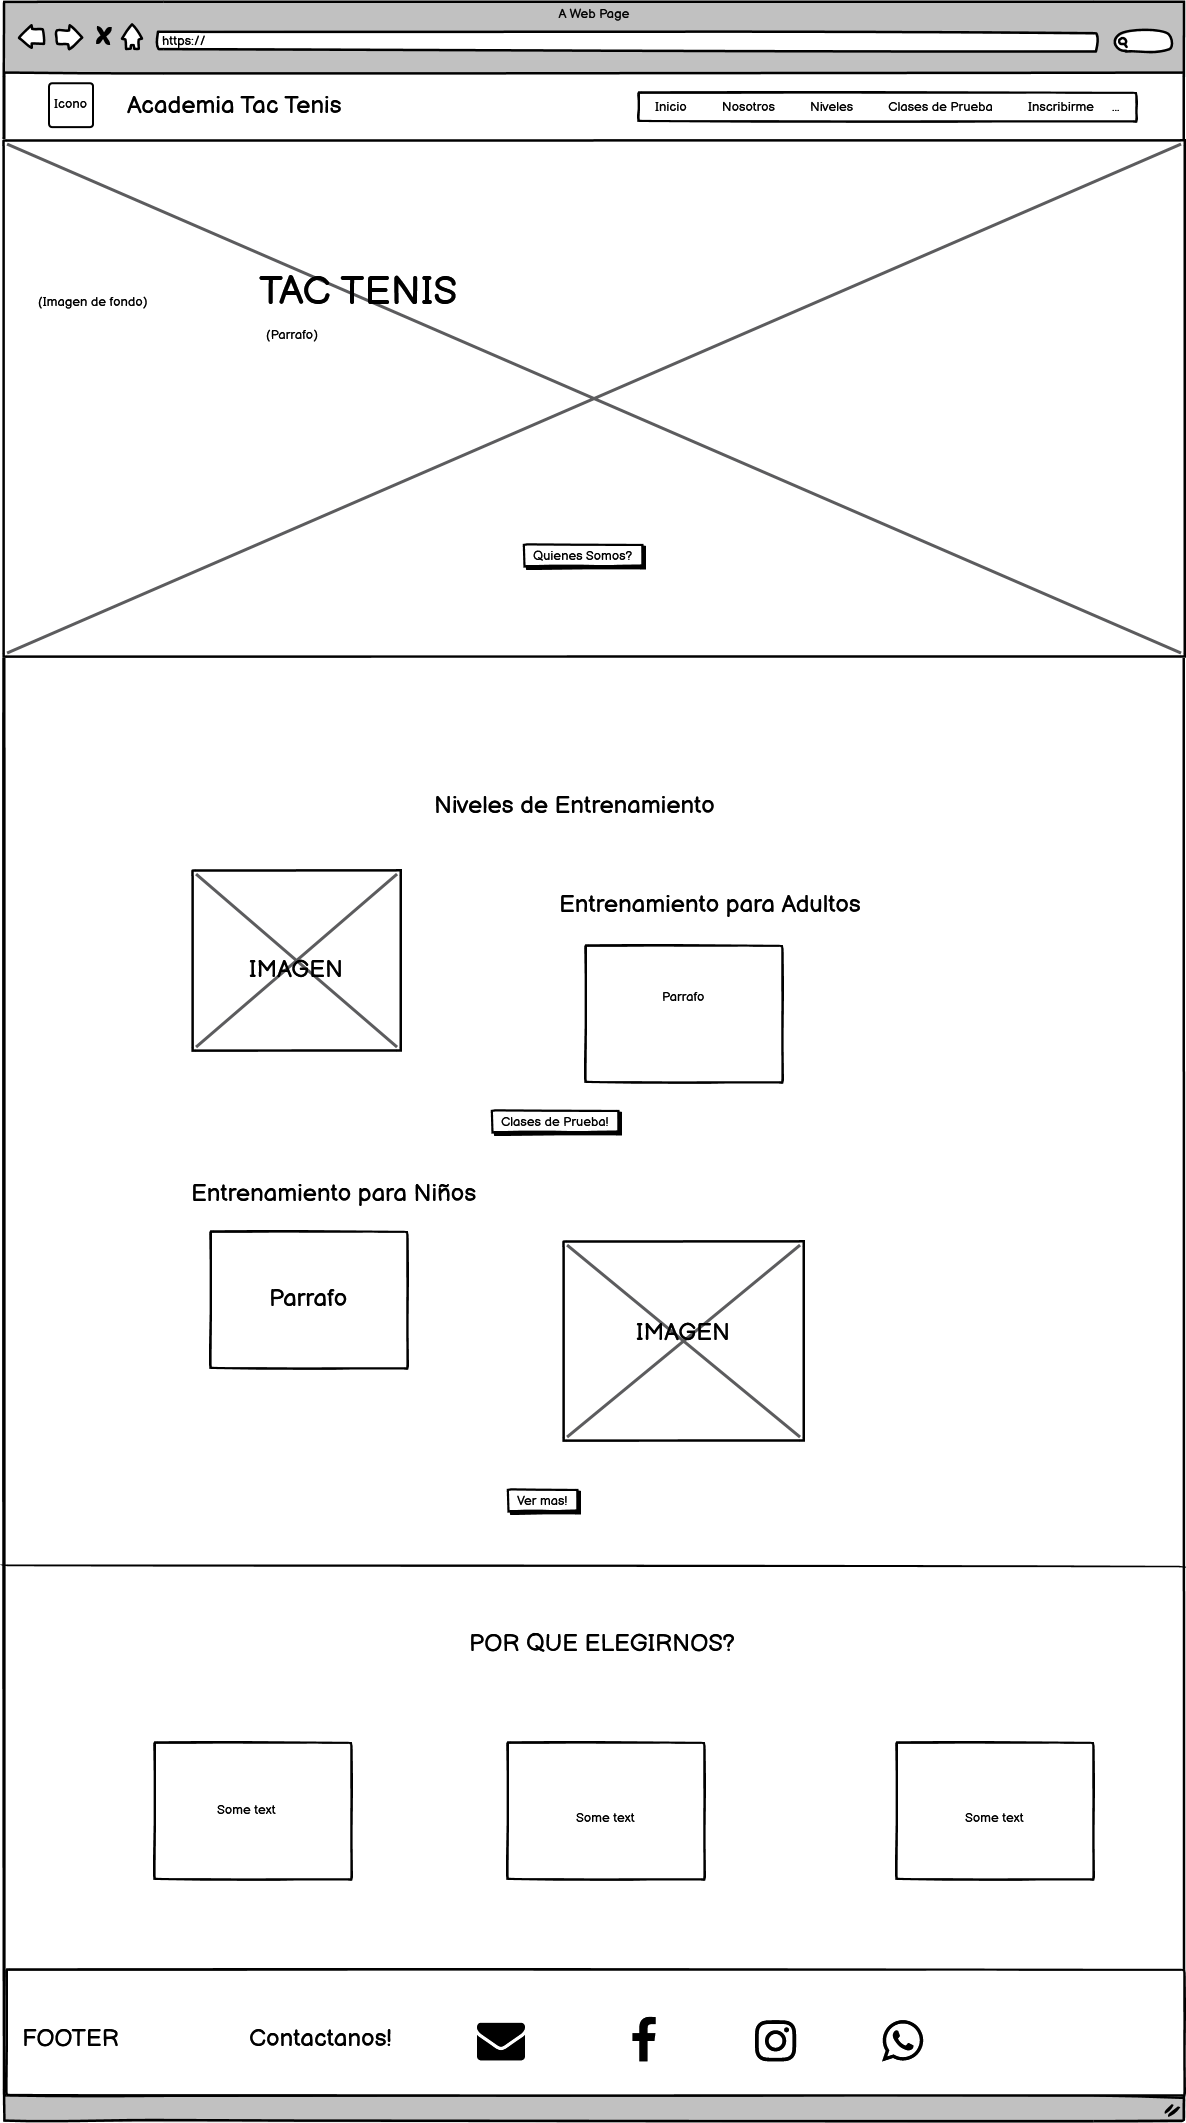 A Web Page
https://
Icono
Academia Tac Tenis
Inicio Nosotros Niveles Clases de Prueba Inscribirme ...
TAC TENIS
(Imagen de fondo)
(Parrafo)
Quienes Somos?
Niveles de Entrenamiento
IMAGEN
Entrenamiento para Adultos
Parrafo
Clases de Prueba!
Entrenamiento para Niños
Parrafo
IMAGEN
Ver mas!
POR QUE ELEGIRNOS?
Some text
Some text
Some text
FOOTER
Contactanos!